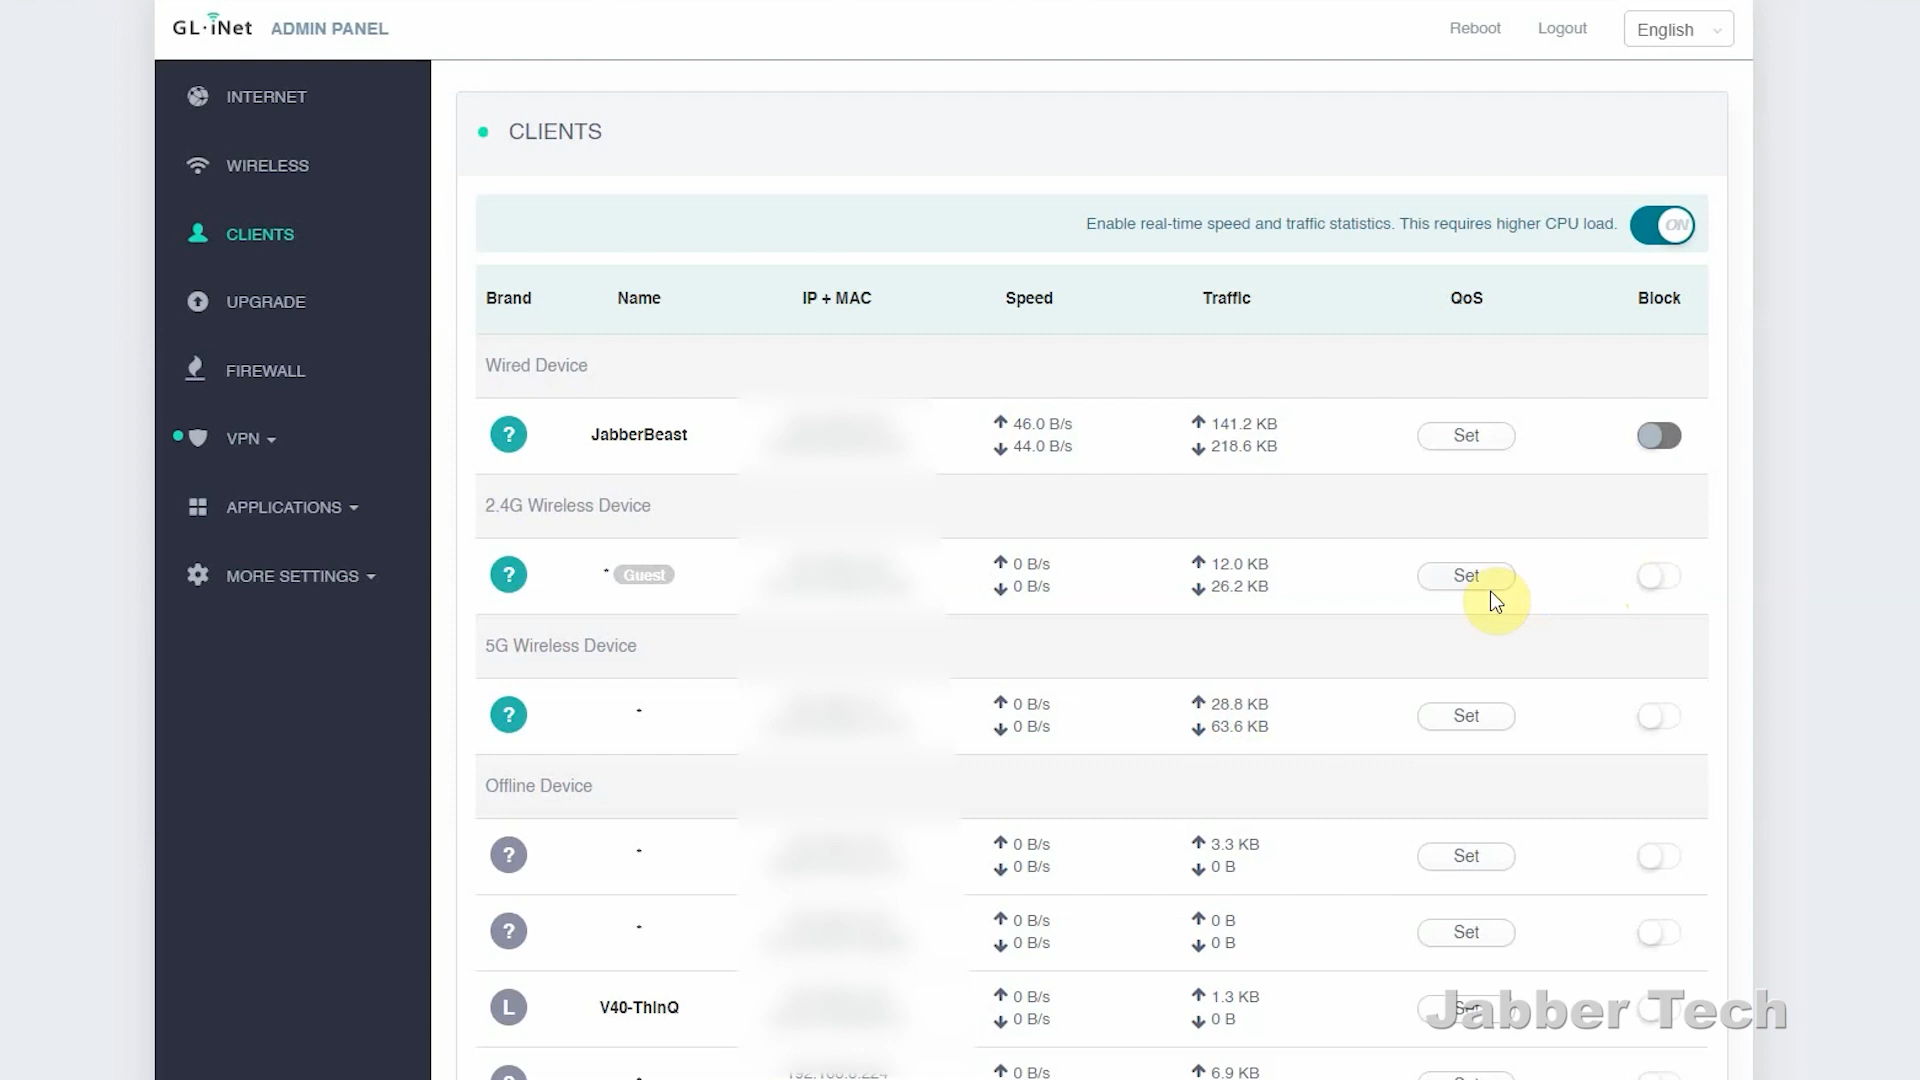 GL·iNet ADMIN PANEL
Reboot
Logout
English
INTERNET
WIRELESS
CLIENTS
UPGRADE
FIREWALL
VPN
APPLICATIONS
MORE SETTINGS
CLIENTS
Enable real-time speed and traffic statistics. This requires higher CPU load.
ON
Brand Name IP + MAC Speed Traffic QoS Block
Wired Device
? JabberBeast
↑ 46.0 B/s ↑ 141.2 KB
↓ 44.0 B/s ↓ 218.6 KB
Set
2.4G Wireless Device
? * Guest
↑ 0 B/s ↑ 12.0 KB
↓ 0 B/s ↓ 26.2 KB
Set
5G Wireless Device
? *
↑ 0 B/s ↑ 28.8 KB
↓ 0 B/s ↓ 63.6 KB
Set
Offline Device
? *
↑ 0 B/s ↑ 3.3 KB
↓ 0 B/s ↓ 0 B
Set
? *
↑ 0 B/s ↑ 0 B
↓ 0 B/s ↓ 0 B
Set
L V40-ThinQ
↑ 0 B/s ↑ 1.3 KB
↓ 0 B/s ↓ 0 B
Set
Jabber Tech
↑ 0 B/s ↑ 6.9 KB